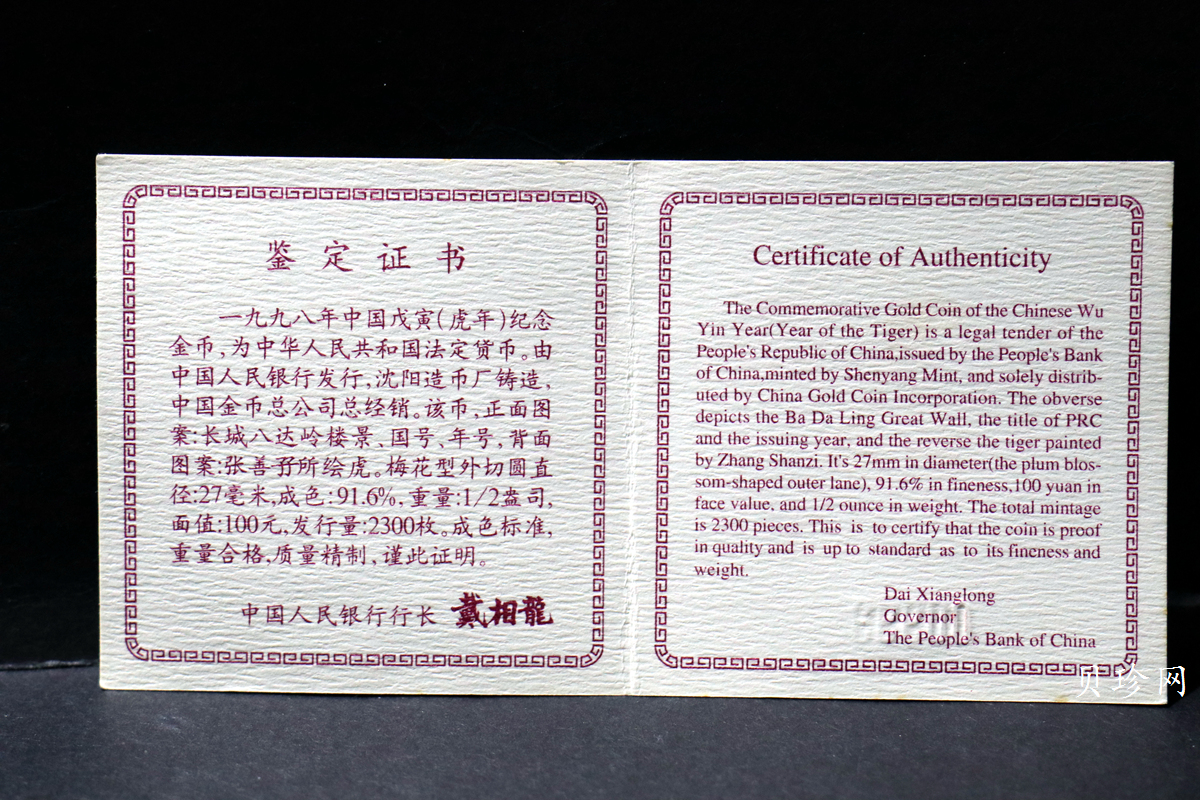 鉴定证书
一九九八年中国戊寅(虎年)纪念
金币,为中华人民共和国法定货币。由
中国人民银行发行,沈阳造币厂铸造,
中国金币总公司总经销。该币,正面图
案:长城八达岭楼景、国号、年号,背面
图案:张善孖所绘虎。梅花型外切圆直
径:27毫米,成色:91.6%,重量:1/2盎司,
面值:100元,发行量:2300枚。成色标准,
重量合格,质量精制,谨此证明。
中国人民银行行长 戴相龍
Certificate of Authenticity
The Commemorative Gold Coin of the Chinese Wu
Yin Year(Year of the Tiger) is a legal tender of the
People's Republic of China,issued by the People's Bank
of China,minted by Shenyang Mint, and solely distrib-
uted by China Gold Coin Incorporation. The obverse
depicts the Ba Da Ling Great Wall, the title of PRC
and the issuing year, and the reverse the tiger painted
by Zhang Shanzi. It's 27mm in diameter(the plum blos-
som-shaped outer lane), 91.6% in fineness,100 yuan in
face value, and 1/2 ounce in weight. The total mintage
is 2300 pieces. This is to certify that the coin is proof
in quality and is up to standard as to its fineness and
weight.
Dai Xianglong
Governor
The People's Bank of China
贝珍网